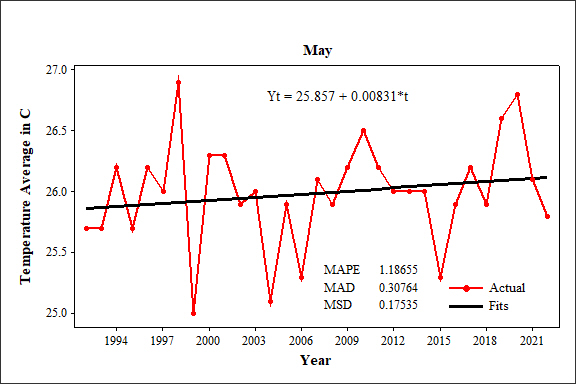 May
Yt = 25.857 + 0.00831*t
Temperature Average in C
27.0
26.5
26.0
25.5
25.0
MAPE 1.18655
MAD 0.30764
MSD 0.17535
Actual
Fits
1994 1997 2000 2003 2006 2009 2012 2015 2018 2021
Year